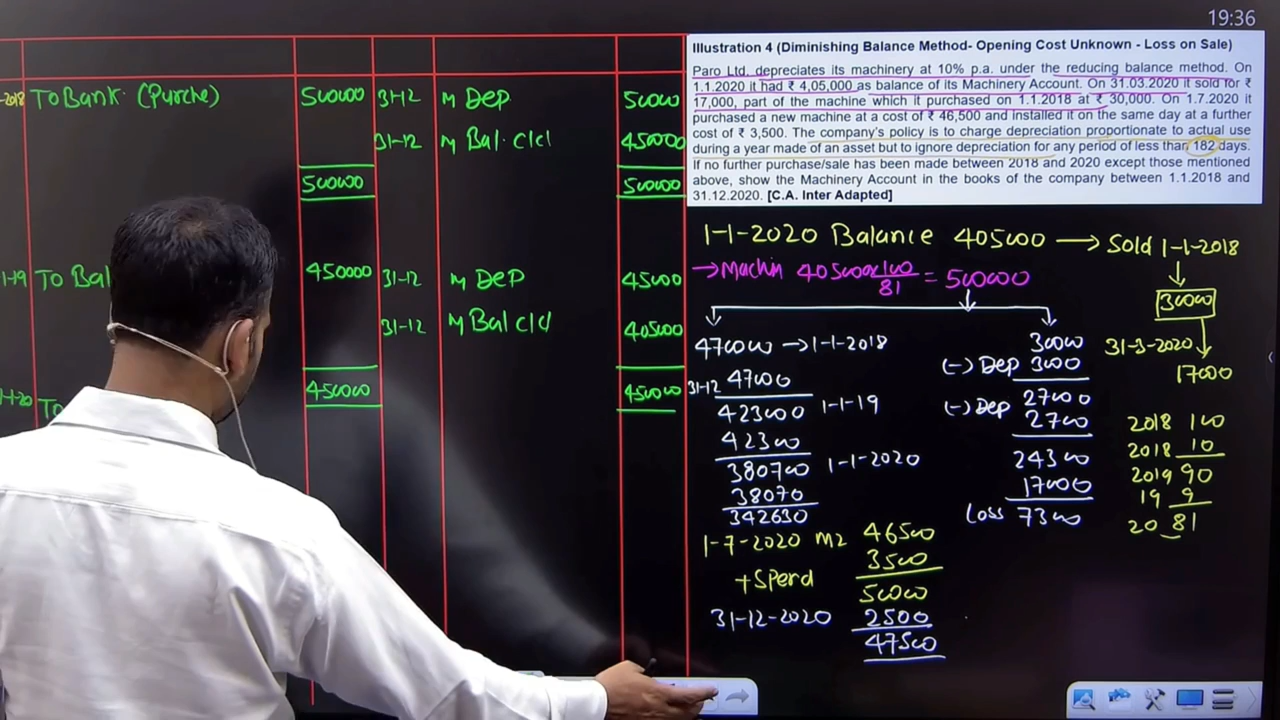 19:36
Illustration 4 (Diminishing Balance Method- Opening Cost Unknown - Loss on Sale)
Paro Ltd. depreciates its machinery at 10% p.a. under the reducing balance method. On
1.1.2020 it had ₹ 4,05,000 as balance of its Machinery Account. On 31.03.2020 it sold for ₹
17,000, part of the machine which it purchased on 1.1.2018 at ₹ 30,000. On 1.7.2020 it
purchased a new machine at a cost of ₹ 46,500 and installed it on the same day at a further
cost of ₹ 3,500. The company's policy is to charge depreciation proportionate to actual use
during a year made of an asset but to ignore depreciation for any period of less than 182 days.
If no further purchase/sale has been made between 2018 and 2020 except those mentioned
above, show the Machinery Account in the books of the company between 1.1.2018 and
31.12.2020. [C.A. Inter Adapted]
-2018 To Bank (Purche) 500000 31-12 〃 Dep 50000
31-12 〃 Bal. c/d 450000
500000 500000
1-19 To Bal 450000 31-12 〃 Dep 45000
31-12 〃 Bal c/d 405000
450000 450000
1-20 To
1-1-2020 Balance 405000 → Sold 1-1-2018
→ Machin 405000x100/81 = 500000
30000
31-3-2020
17000
470000 → 1-1-2018
31-12 47000
423000 1-1-19
42300
380700 1-1-2020
38070
342630
30000
(-) Dep 3000
27000
(-) Dep 2700
24300
17000
Loss 7300
2018 100
2018 10
2019 90
19 9
20 81
1-7-2020 M2 46500
+Spend 3500
50000
31-12-2020 2500
47500